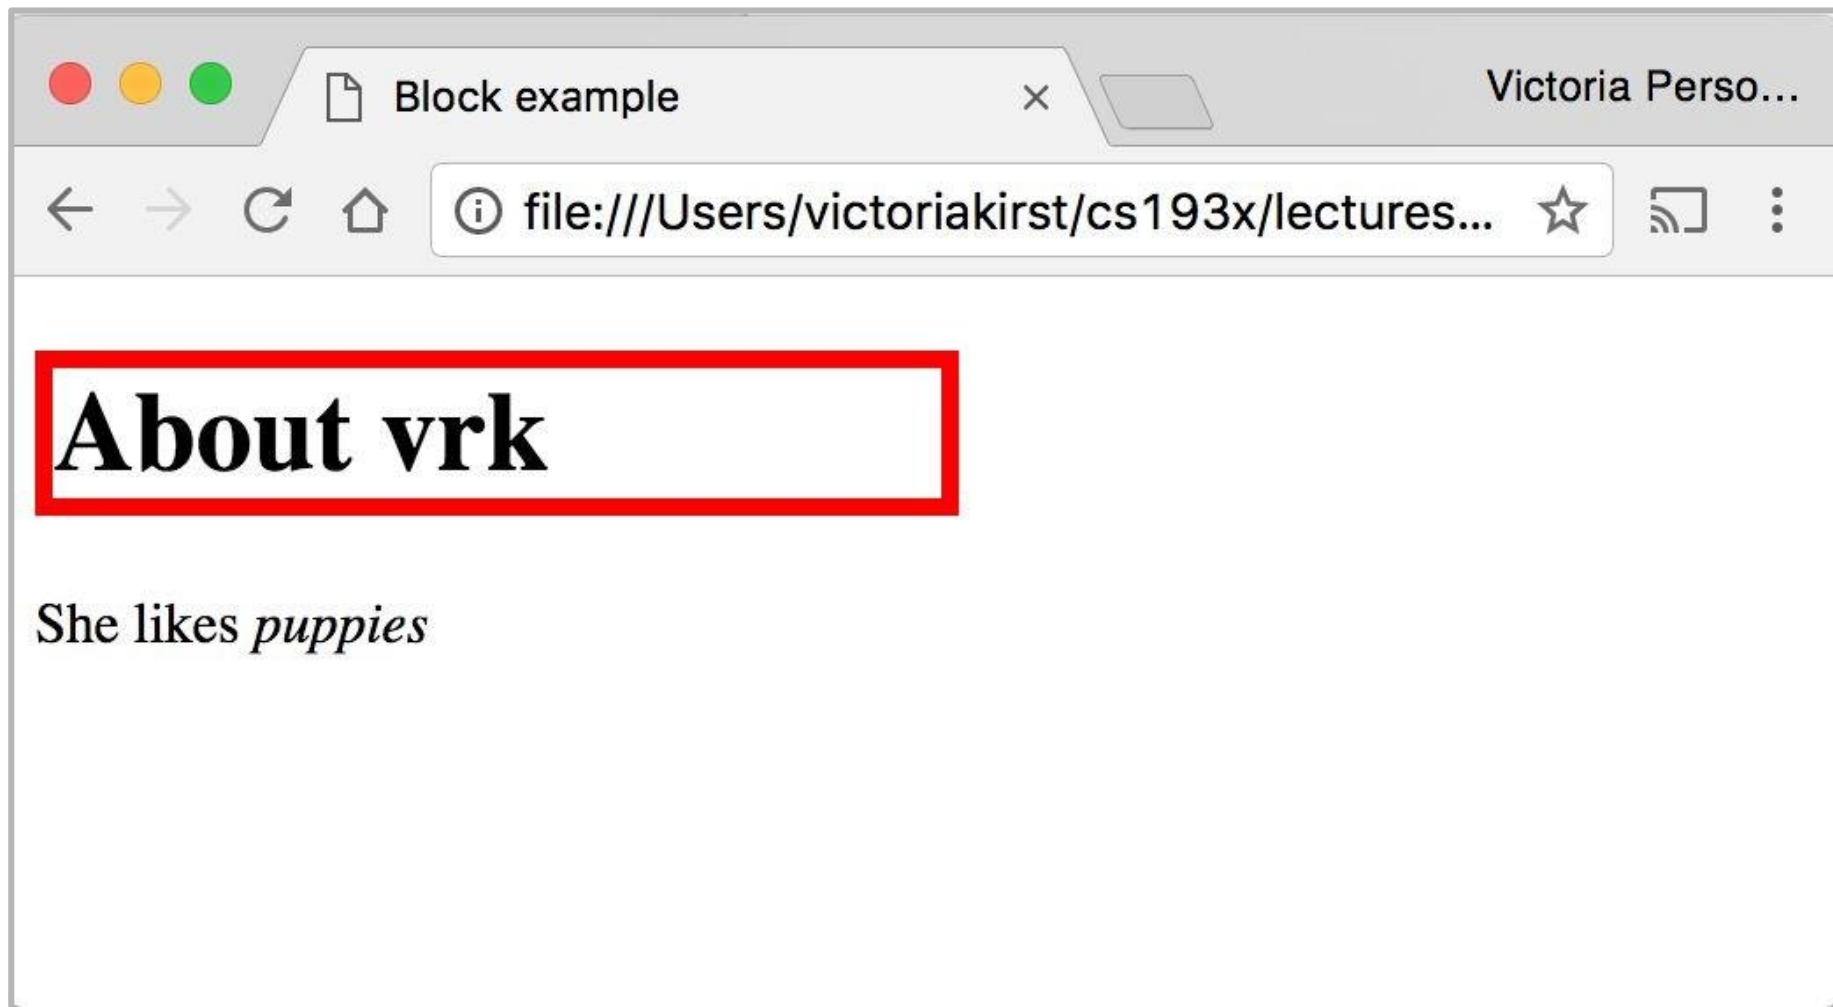 Block example
Victoria Perso...
file:///Users/victoriakirst/cs193x/lectures...
About vrk
She likes puppies